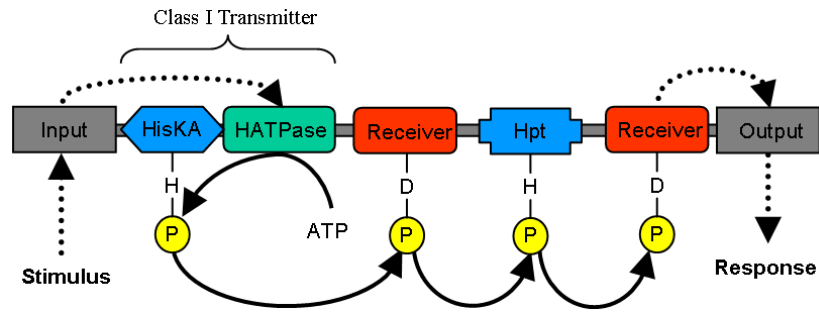 Class I Transmitter
Input HisKA HATPase Receiver Hpt Receiver Output
H D H D
P P P P
ATP
Stimulus Response